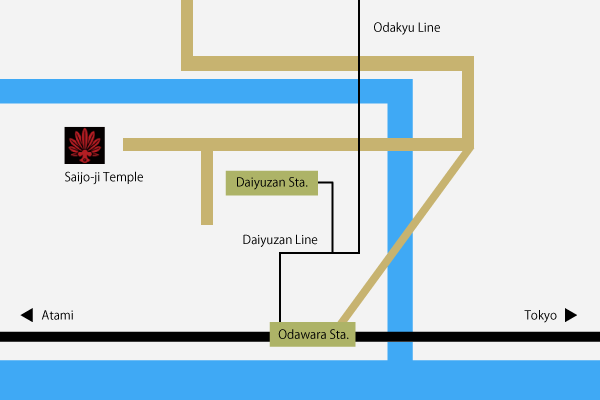 Odakyu Line
Saijo-ji Temple
Daiyuzan Sta.
Daiyuzan Line
Atami
Tokyo
Odawara Sta.